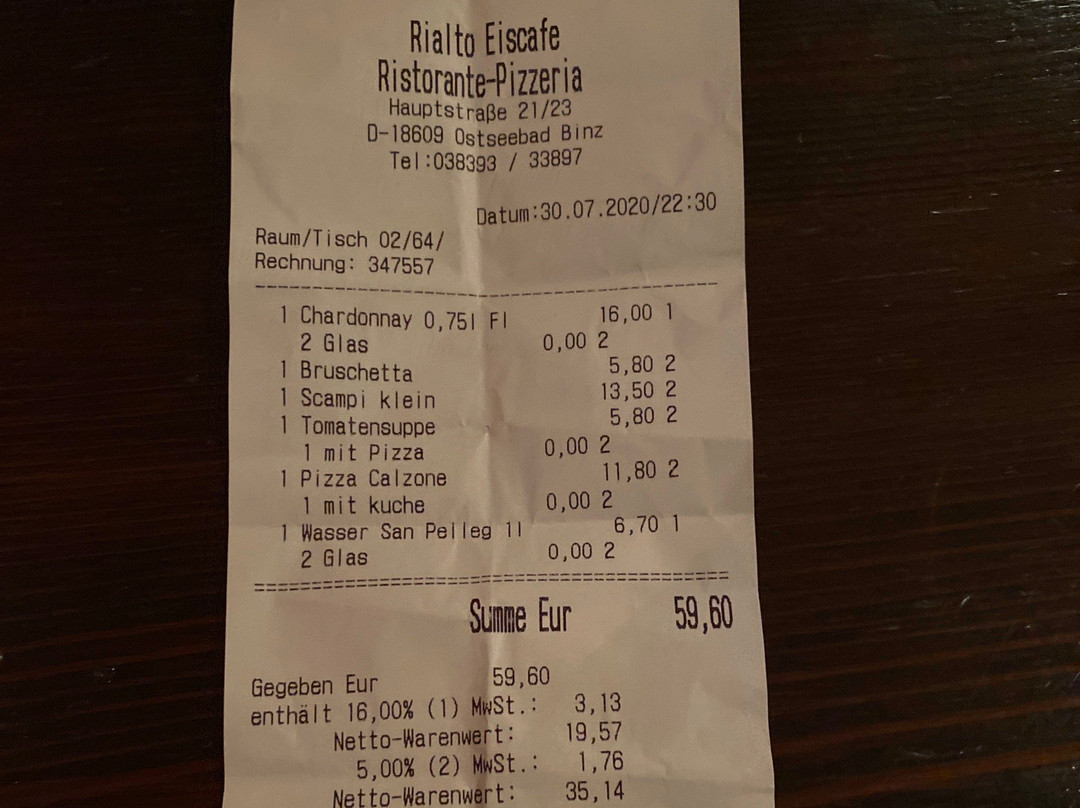 Rialto Eiscafe
Ristorante-Pizzeria
Hauptstraße 21/23
D-18609 Ostseebad Binz
Tel:038393 / 33897
Datum:30.07.2020/22:30
Raum/Tisch 02/64/
Rechnung: 347557
1 Chardonnay 0,75l Fl 16,00 1
2 Glas 0,00 2
1 Bruschetta 5,80 2
1 Scampi klein 13,50 2
1 Tomatensuppe 5,80 2
1 mit Pizza 0,00 2
1 Pizza Calzone 11,80 2
1 mit kuche 0,00 2
1 Wasser San Pelleg 1l 6,70 1
2 Glas 0,00 2
Summe Eur 59,60
Gegeben Eur 59,60
enthält 16,00% (1) MwSt.: 3,13
Netto-Warenwert: 19,57
5,00% (2) MwSt.: 1,76
Netto-Warenwert: 35,14